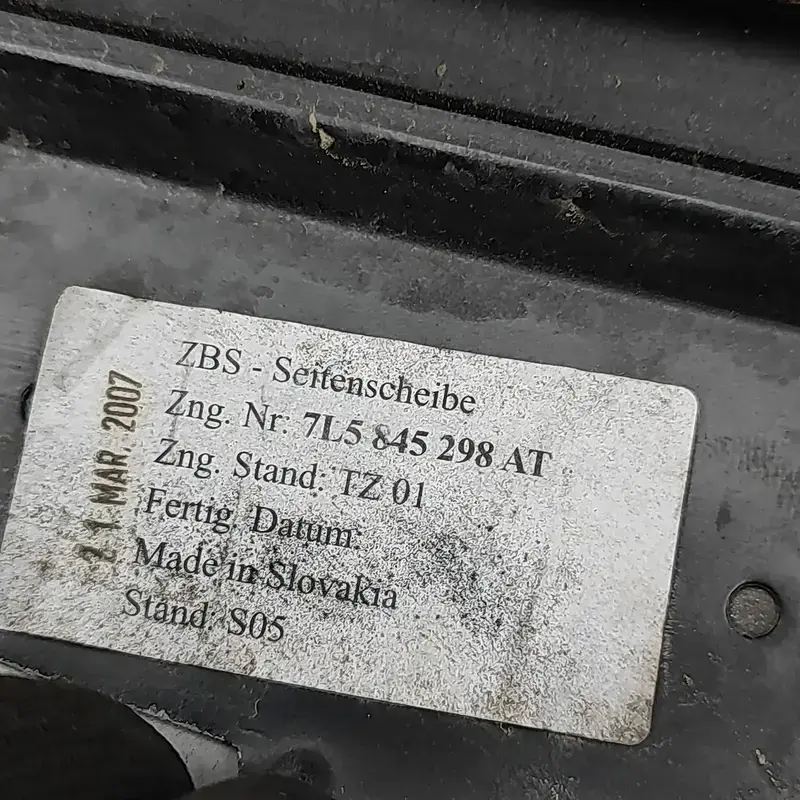 ZBS - Seitenscheibe
Zng. Nr: 7L5 845 298 AT
Zng. Stand: TZ 01
Fertig. Datum:
Made in Slovakia
Stand: S05
21 MAR. 2007